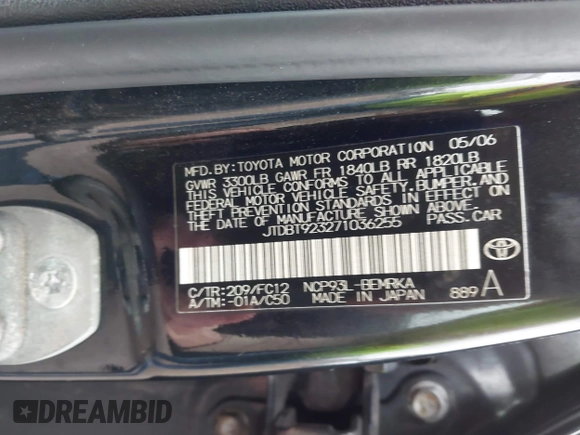 MFD.BY:TOYOTA MOTOR CORPORATION 05/06
GVWR 3300LB GAWR FR 1840LB RR 1820LB
THIS VEHICLE CONFORMS TO ALL APPLICABLE
FEDERAL MOTOR VEHICLE SAFETY,BUMPER,AND
THEFT PREVENTION STANDARDS IN EFFECT ON
THE DATE OF MANUFACTURE SHOWN ABOVE.
JTDBT923271036255 PASS.CAR
C/TR:209/FC12 NCP93L-BEMRKA
A/TM:-01A/C50 MADE IN JAPAN 889 A
DREAMBID